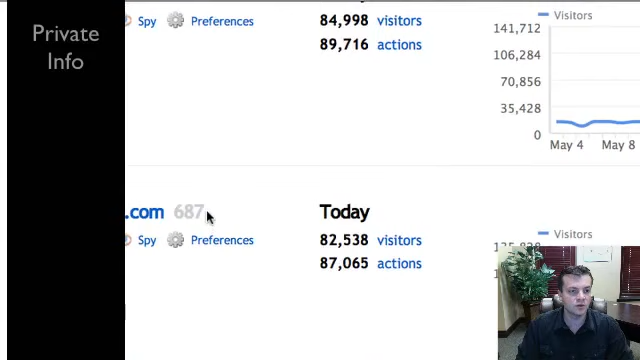 Private
Info
Spy Preferences
84,998 visitors
89,716 actions
Visitors
141,712
106,284
70,856
35,428
0
May 4 May 8
.com 687
Spy Preferences
Today
82,538 visitors
87,065 actions
Visitors